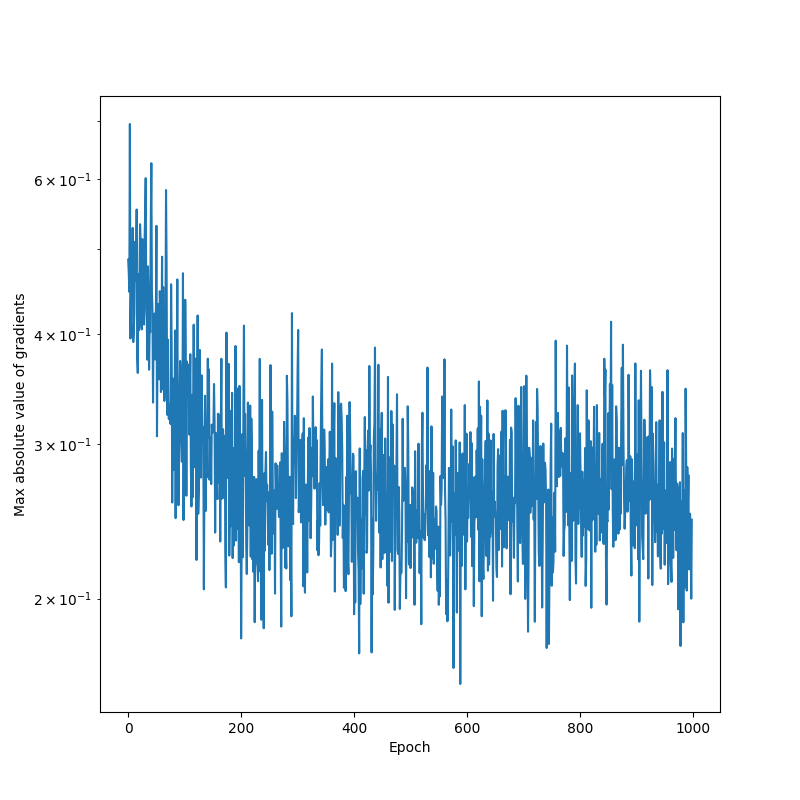 Max absolute value of gradients
6 × 10⁻¹
4 × 10⁻¹
3 × 10⁻¹
2 × 10⁻¹
0 200 400 600 800 1000
Epoch